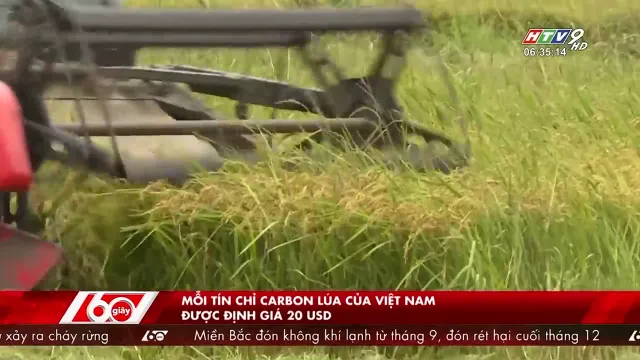 HTV9 HD
06:35:14
60 giây
MỖI TÍN CHỈ CARBON LÚA CỦA VIỆT NAM
ĐƯỢC ĐỊNH GIÁ 20 USD
xảy ra cháy rừng 60 Miền Bắc đón không khí lạnh từ tháng 9, đón rét hại cuối tháng 12